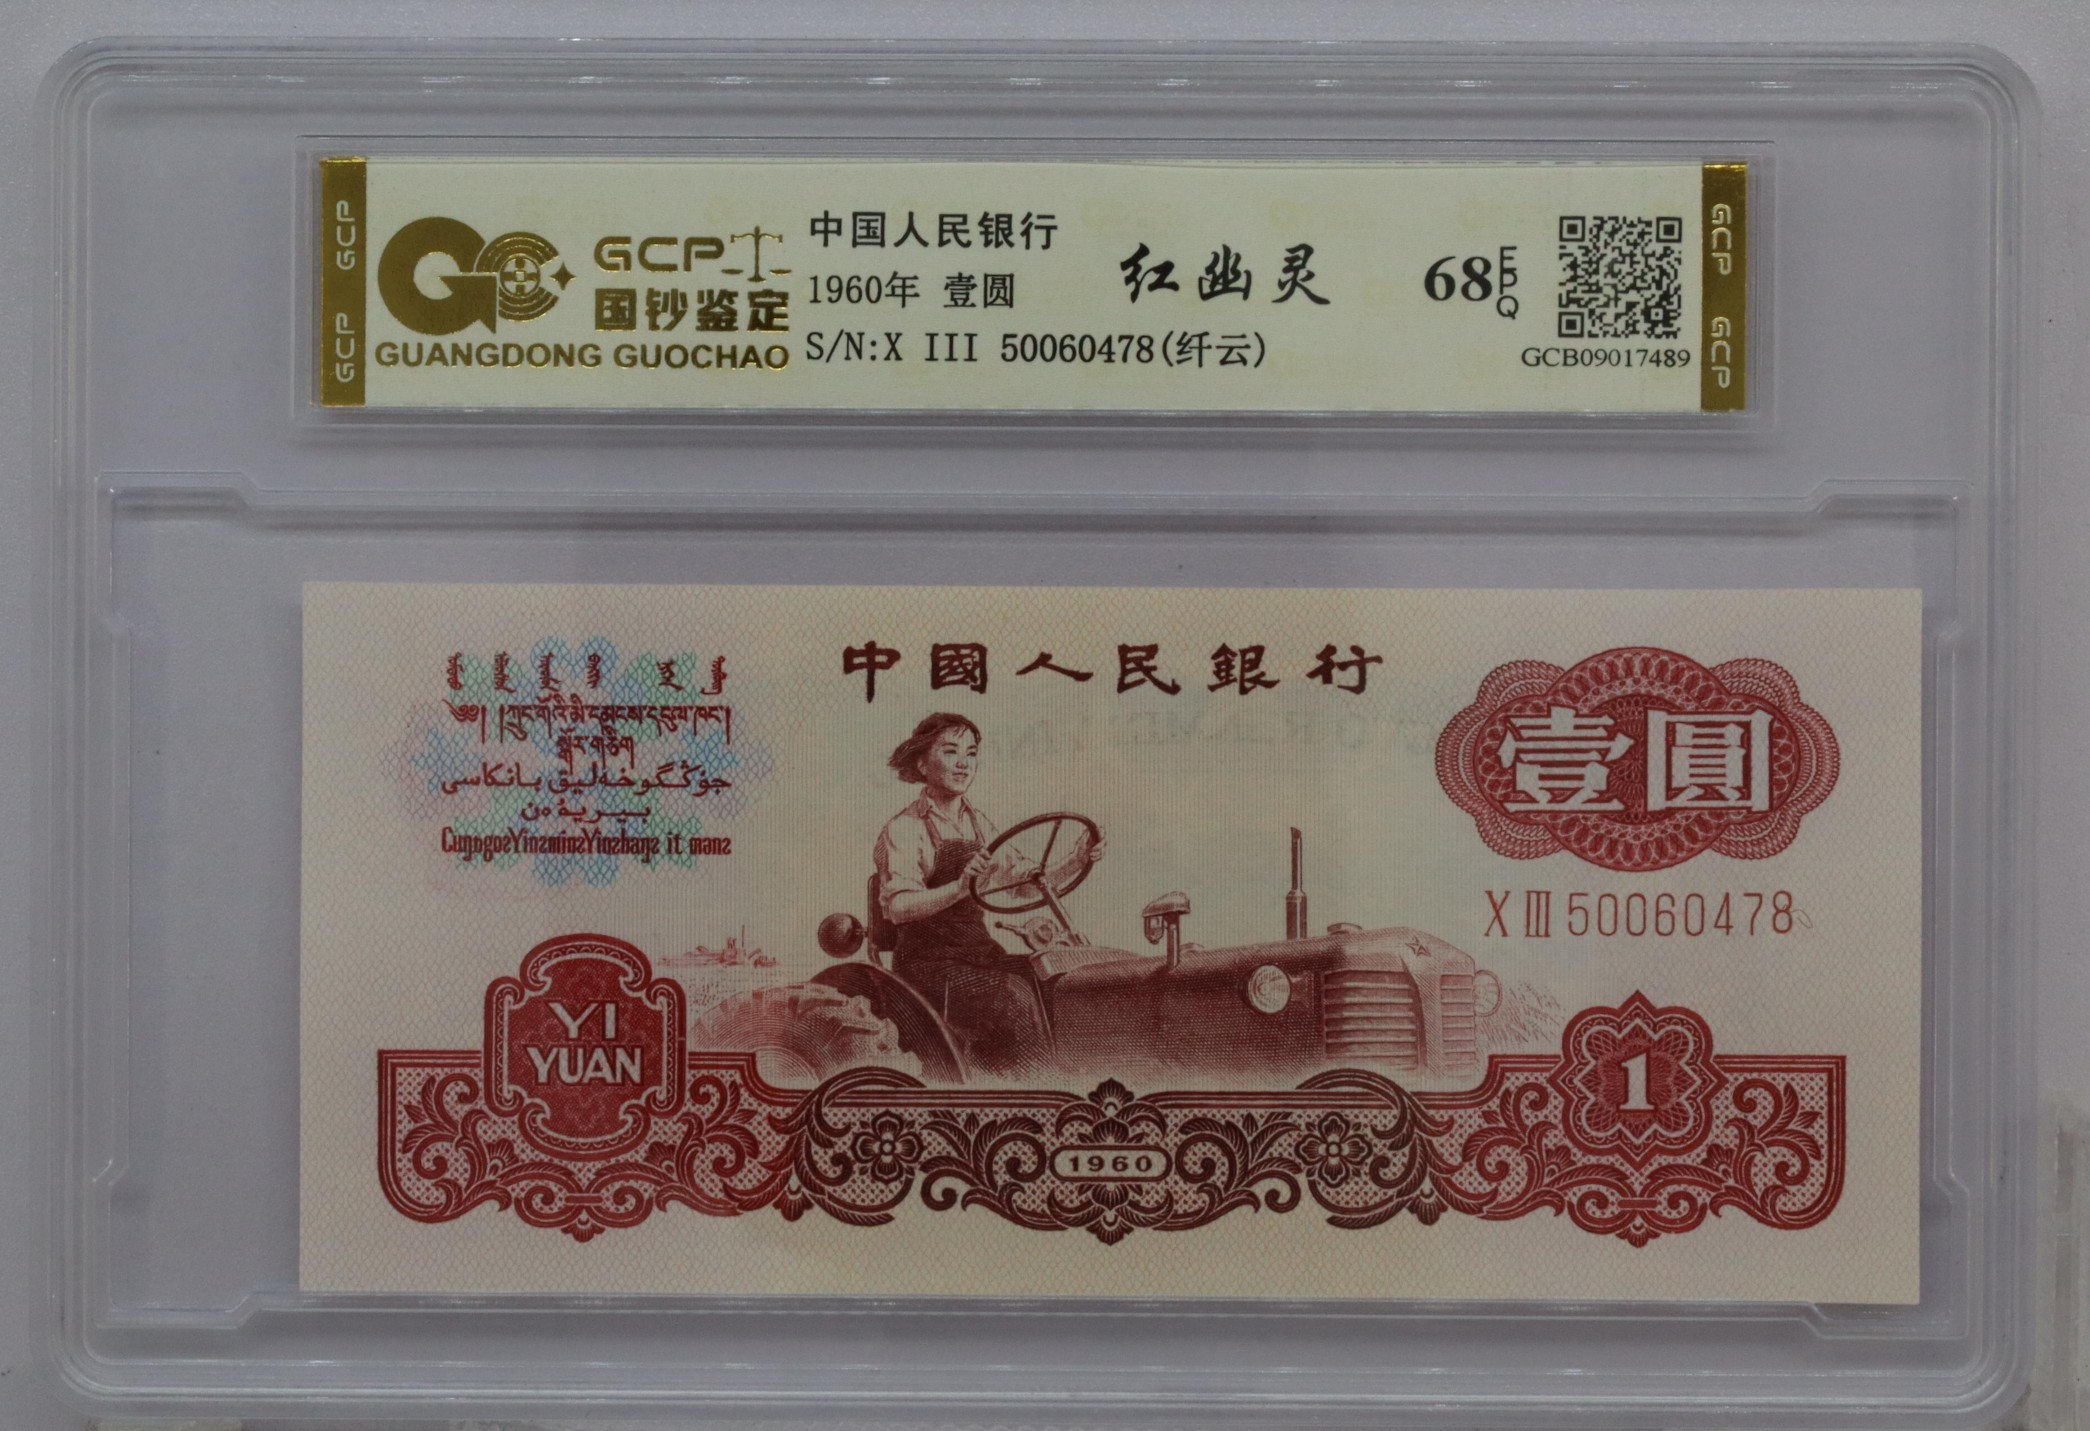 GCP GCP
GCP
国钞鉴定
GUANGDONG GUOCHAO
中国人民银行
1960年 壹圆
S/N:X III 50060478(纤云)
红幽灵
68 EPQ
GCB09017489
GCP GCP
中國人民銀行
壹圓
XⅢ50060478
YI
YUAN
1
1960